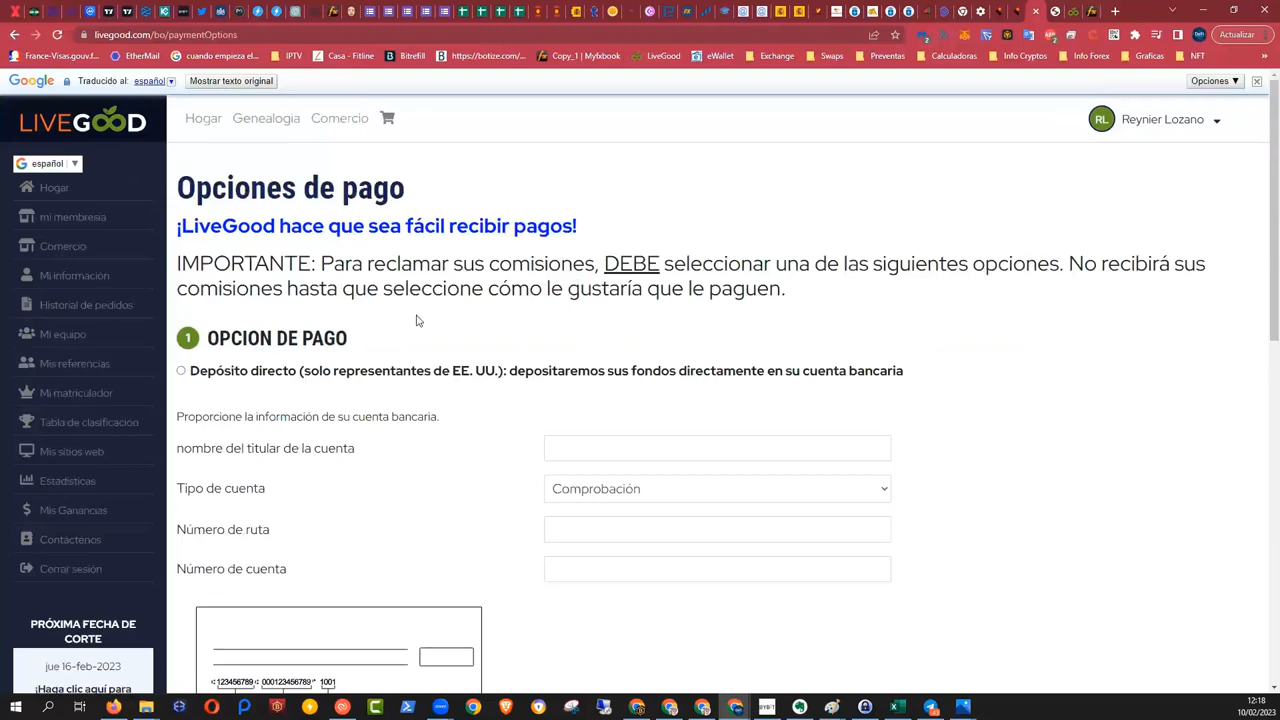 Actualizar
livegood.com/bo/paymentOptions
France-Visas.gouv.f...
EtherMail
cuando empieza el...
IPTV
Casa - Fitline
Bitrefill
https://botize.com/...
Copy_1 | Myfxbook
LiveGood
eWallet
Exchange
Swaps
Preventas
Calculadoras
Info Criptos
Info Forex
Graficas
NFT
Google Traducido al: español Mostrar texto original
Opciones ▼
LIVEGOOD
Hogar Genealogia Comercio
RL Reynier Lozano
G español ▼
Hogar
mi membresia
Comercio
Mi información
Historial de pedidos
Mi equipo
Mis referencias
Mi matriculador
Tabla de clasificación
Mis sitios web
Estadísticas
Mis Ganancias
Contáctenos
Cerrar sesión
PRÓXIMA FECHA DE
CORTE
jue 16-feb-2023
¡Haga clic aquí para
Opciones de pago
¡LiveGood hace que sea fácil recibir pagos!
IMPORTANTE: Para reclamar sus comisiones, DEBE seleccionar una de las siguientes opciones. No recibirá sus
comisiones hasta que seleccione cómo le gustaría que le paguen.
1 OPCION DE PAGO
Depósito directo (solo representantes de EE. UU.): depositaremos sus fondos directamente en su cuenta bancaria
Proporcione la información de su cuenta bancaria.
nombre del titular de la cuenta
Tipo de cuenta
Comprobación
Número de ruta
Número de cuenta
⑆123456789⑆ 000123456789⑈ 1001
12:18
10/02/2023